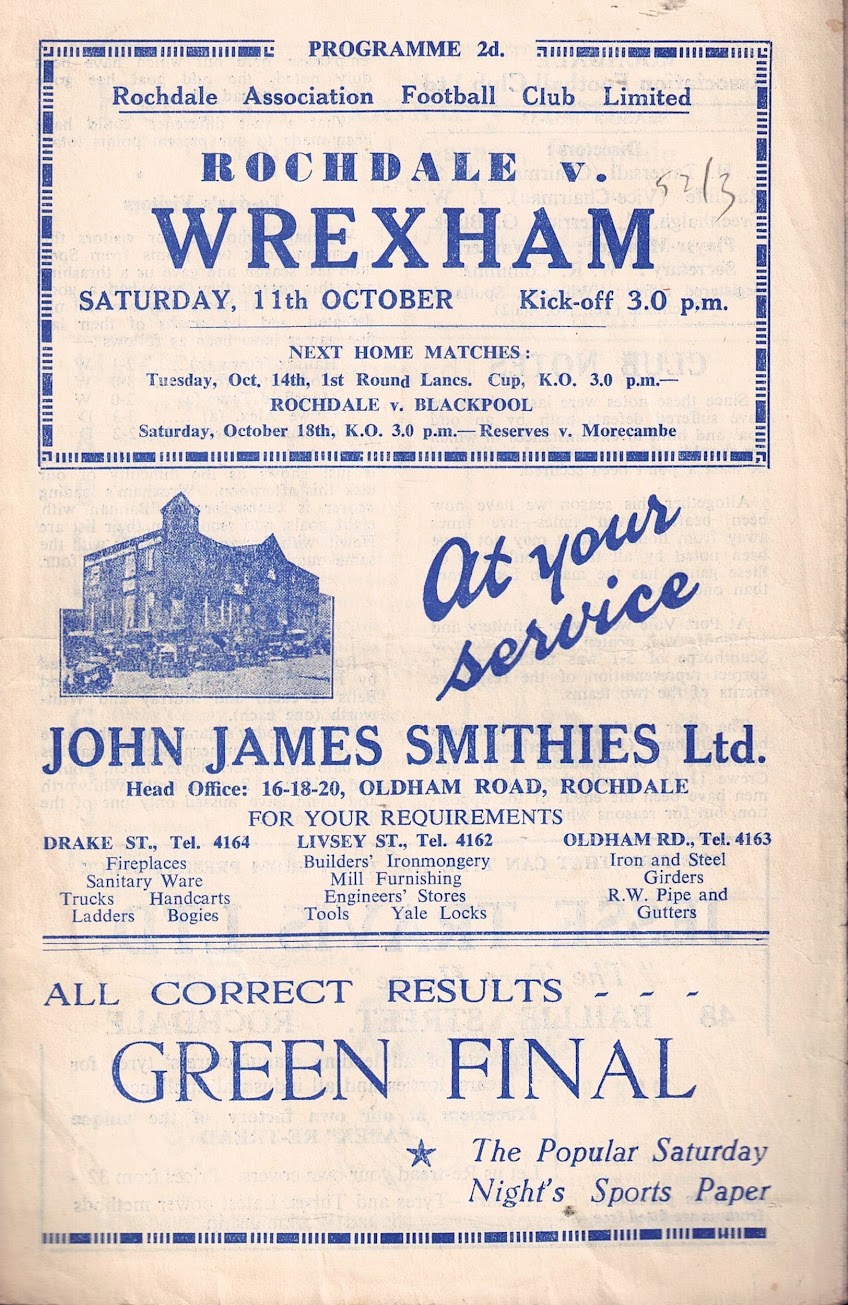 PROGRAMME 2d.
Rochdale Association Football Club Limited
ROCHDALE v.
52/3
WREXHAM
SATURDAY, 11th OCTOBER Kick-off 3.0 p.m.
NEXT HOME MATCHES:
Tuesday, Oct. 14th, 1st Round Lancs. Cup, K.O. 3.0 p.m.—
ROCHDALE v. BLACKPOOL
Saturday, October 18th, K.O. 3.0 p.m.—Reserves v. Morecambe
At your
service
JOHN JAMES SMITHIES Ltd.
Head Office: 16-18-20, OLDHAM ROAD, ROCHDALE
FOR YOUR REQUIREMENTS
DRAKE ST., Tel. 4164
Fireplaces
Sanitary Ware
Trucks Handcarts
Ladders Bogies
LIVSEY ST., Tel. 4162
Builders' Ironmongery
Mill Furnishing
Engineers' Stores
Tools Yale Locks
OLDHAM RD., Tel. 4163
Iron and Steel
Girders
R.W. Pipe and
Gutters
ALL CORRECT RESULTS - - -
GREEN FINAL
The Popular Saturday
Night's Sports Paper